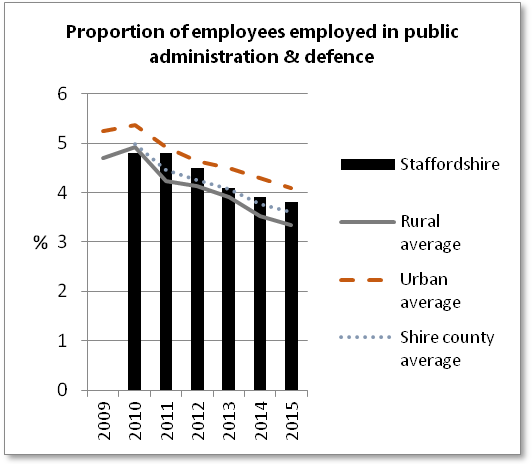 Proportion of employees employed in public
administration & defence
6
5
4
3
2
1
0
%
2009
2010
2011
2012
2013
2014
2015
Staffordshire
Rural
average
Urban
average
Shire county
average